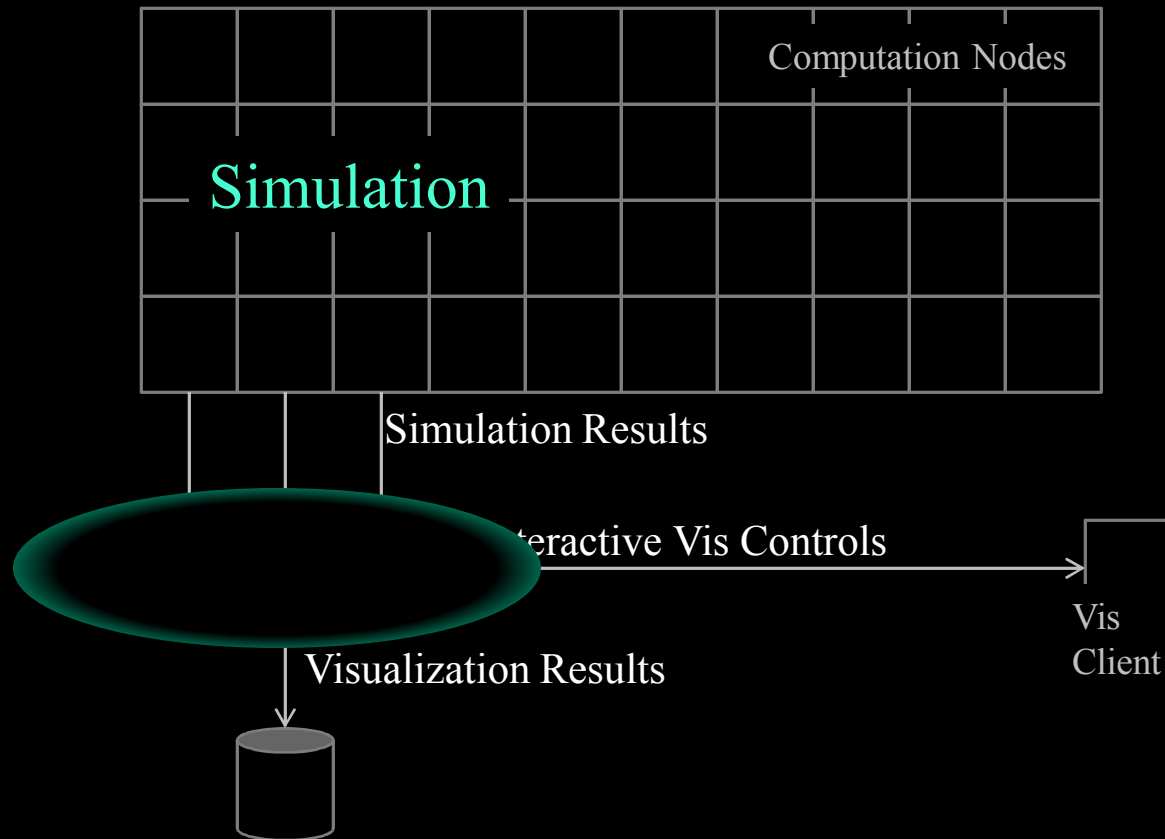 Computation Nodes
Simulation
Simulation Results
teractive Vis Controls
Vis
Client
Visualization Results